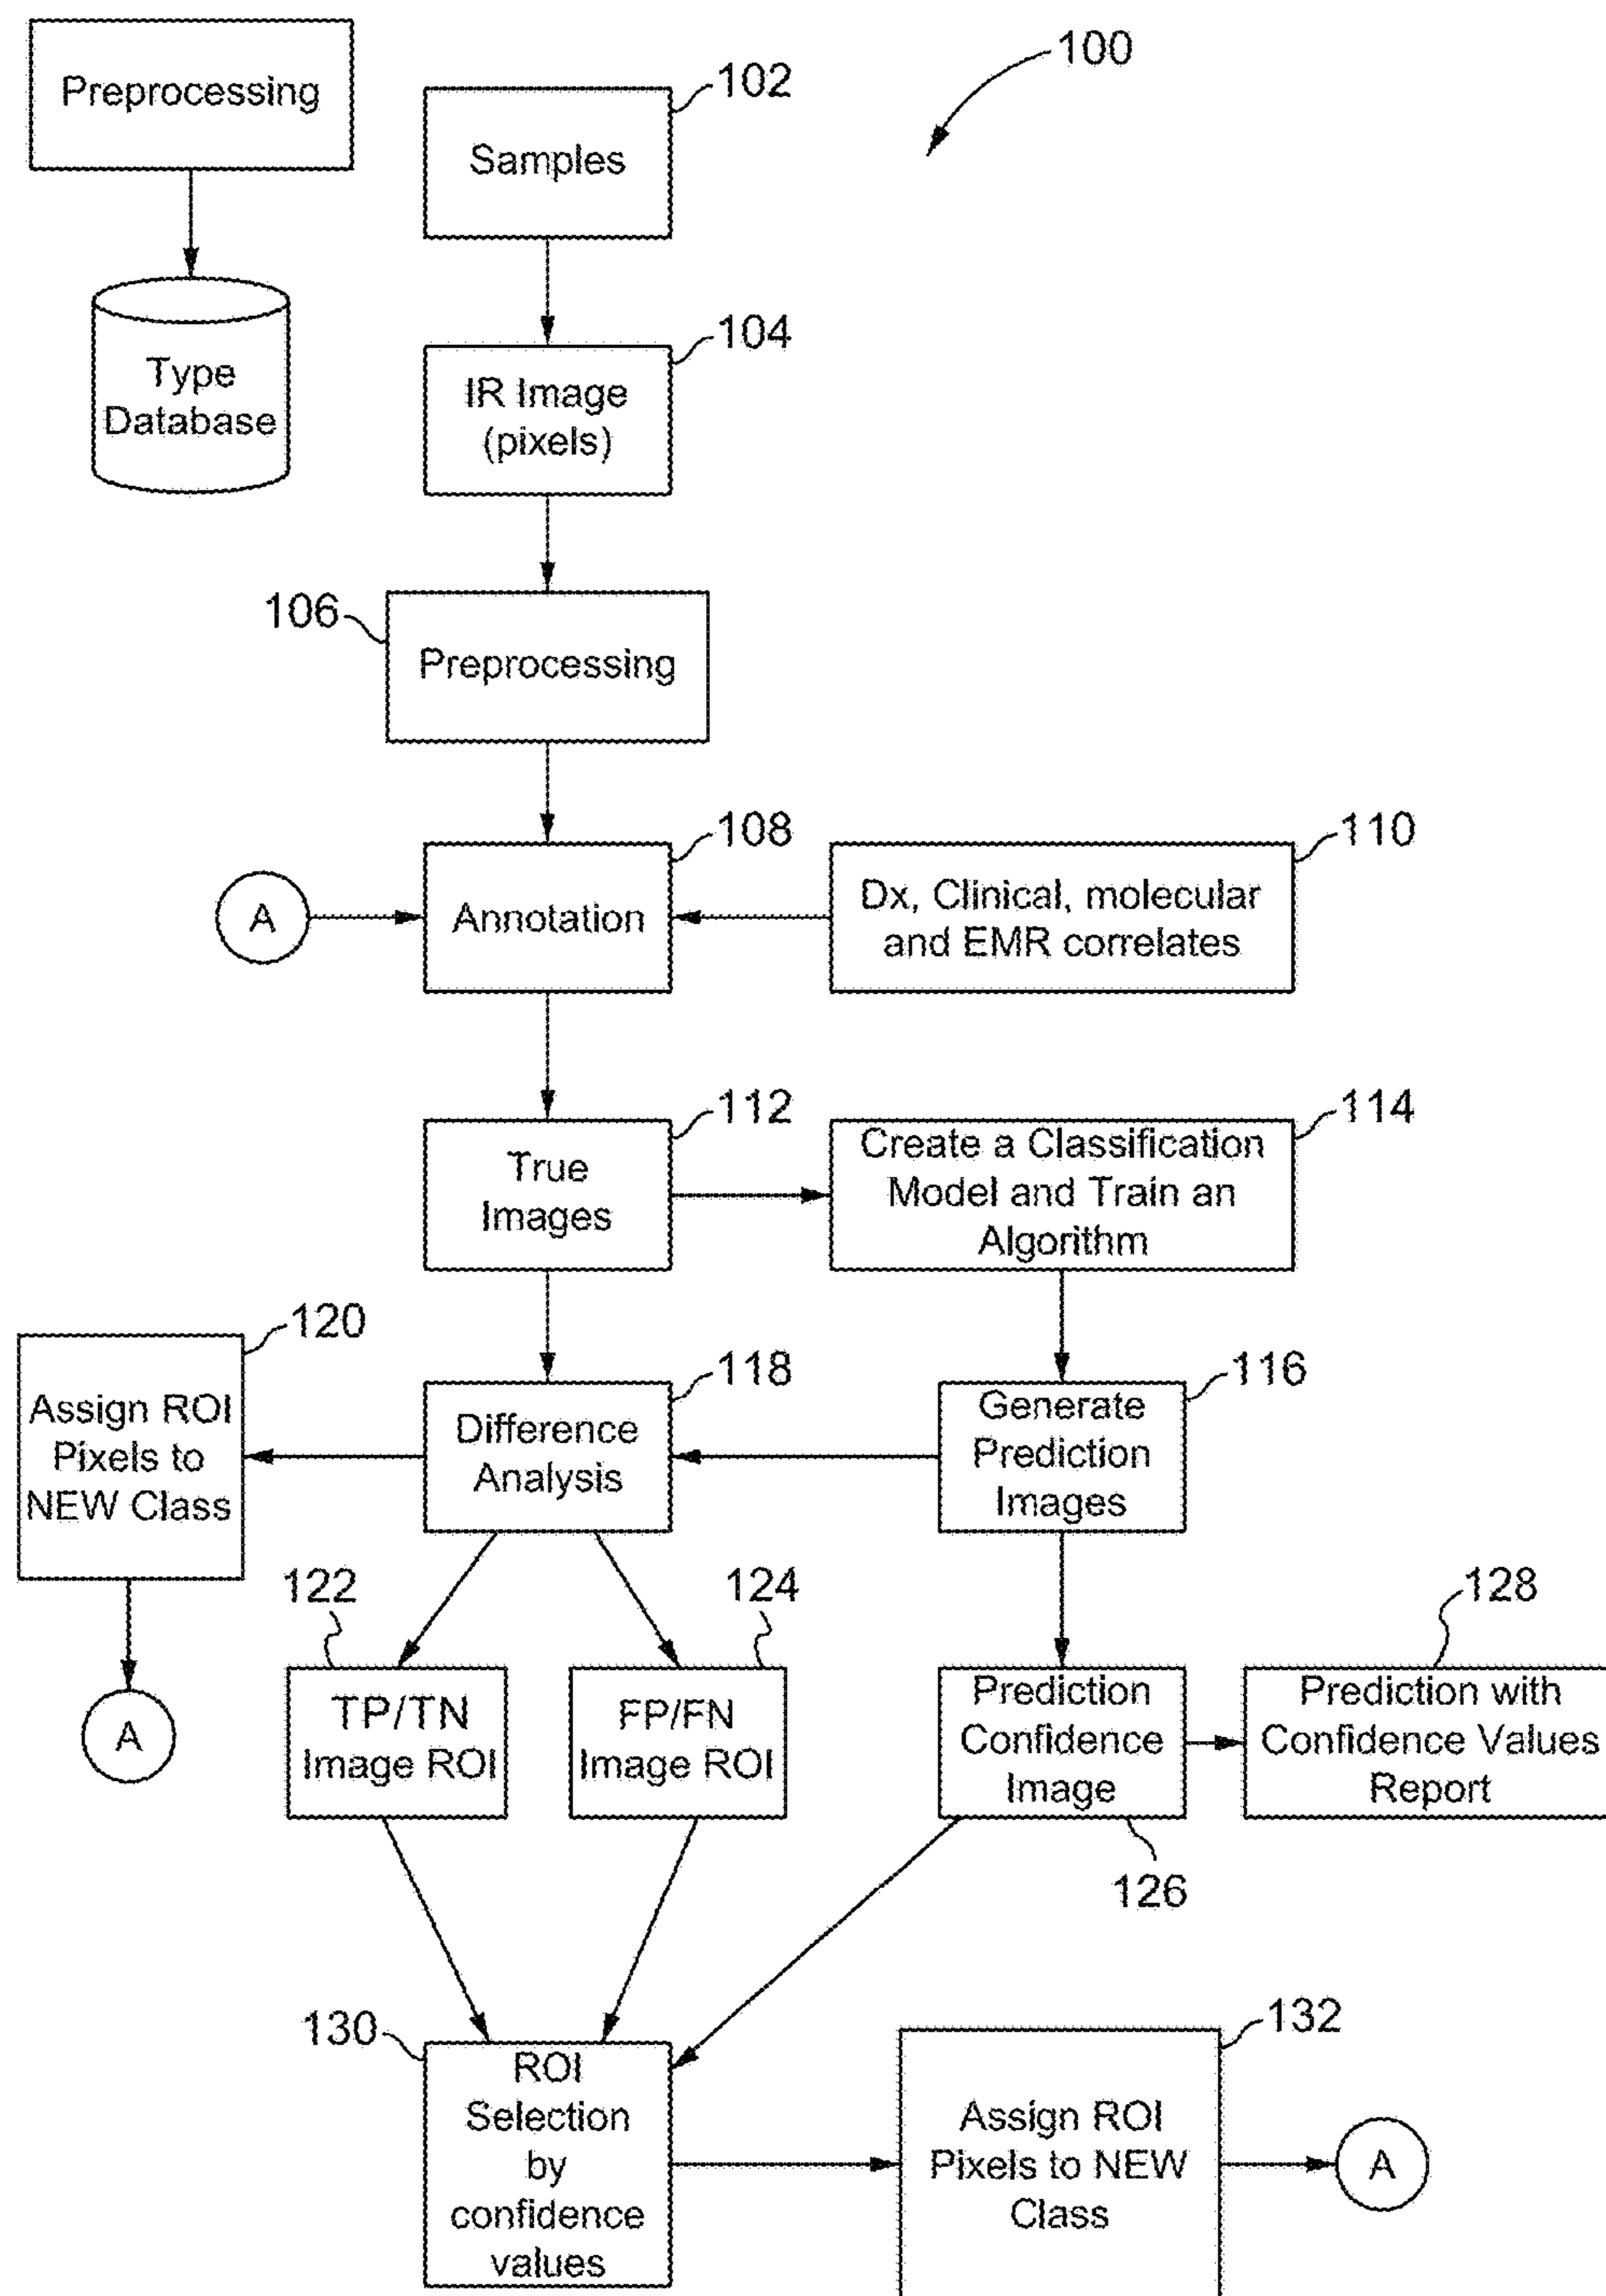 100
Preprocessing
102
Samples
Type
Database
104
IR Image
(pixels)
106
Preprocessing
108
110
A
Annotation
Dx, Clinical, molecular
and EMR correlates
112
114
True
Images
Create a Classification
Model and Train an
Algorithm
120
118
116
Assign ROI
Pixels to
NEW Class
Difference
Analysis
Generate
Prediction
Images
122
124
128
A
TP/TN
Image ROI
FP/FN
Image ROI
Prediction
Confidence
Image
Prediction with
Confidence Values
Report
126
130
132
ROI
Selection
by
confidence
values
Assign ROI
Pixels to NEW
Class
A